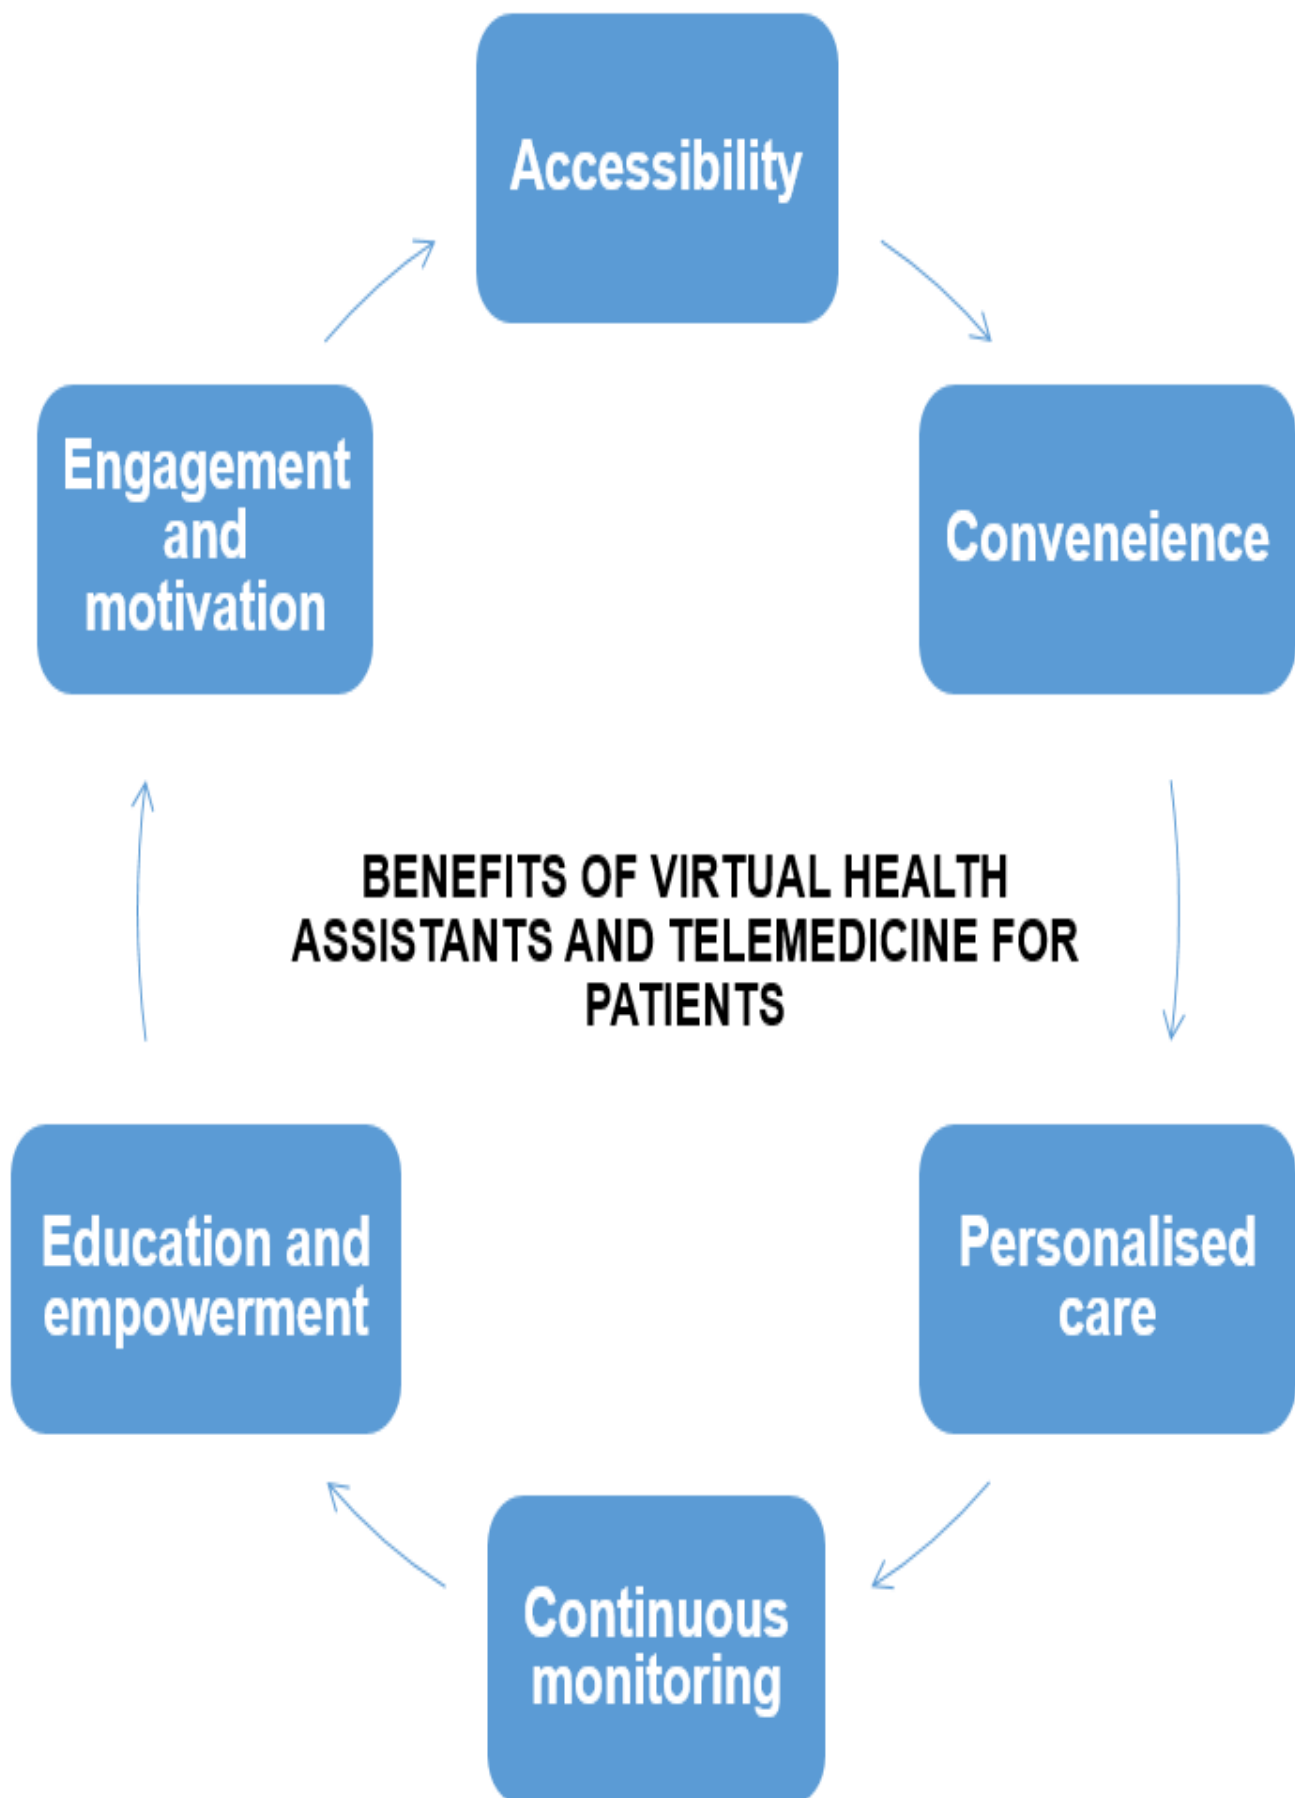 Accessibility
Conveneience
Personalised
care
Continuous
monitoring
Education and
empowerment
Engagement
and
motivation
BENEFITS OF VIRTUAL HEALTH
ASSISTANTS AND TELEMEDICINE FOR
PATIENTS